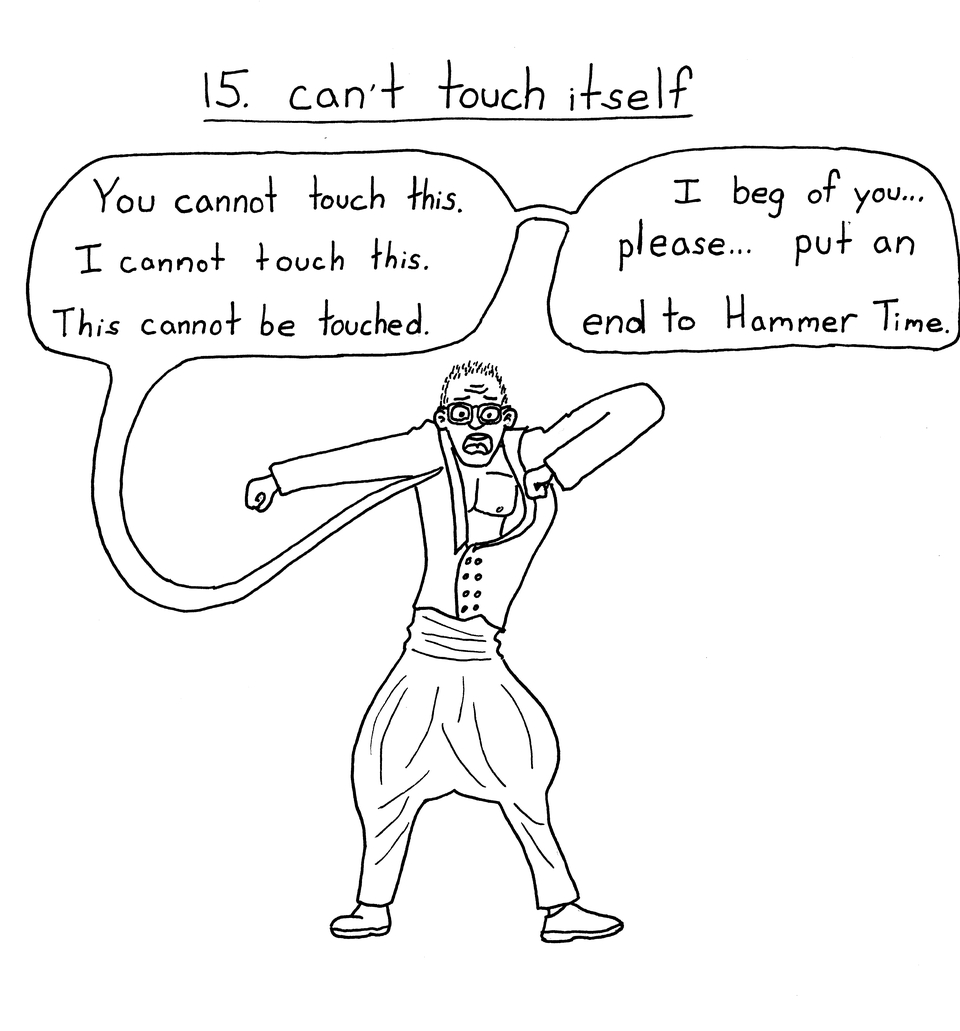 15. can't touch itself
You cannot touch this.
I cannot touch this.
This cannot be touched.
I beg of you...
please... put an
end to Hammer Time.